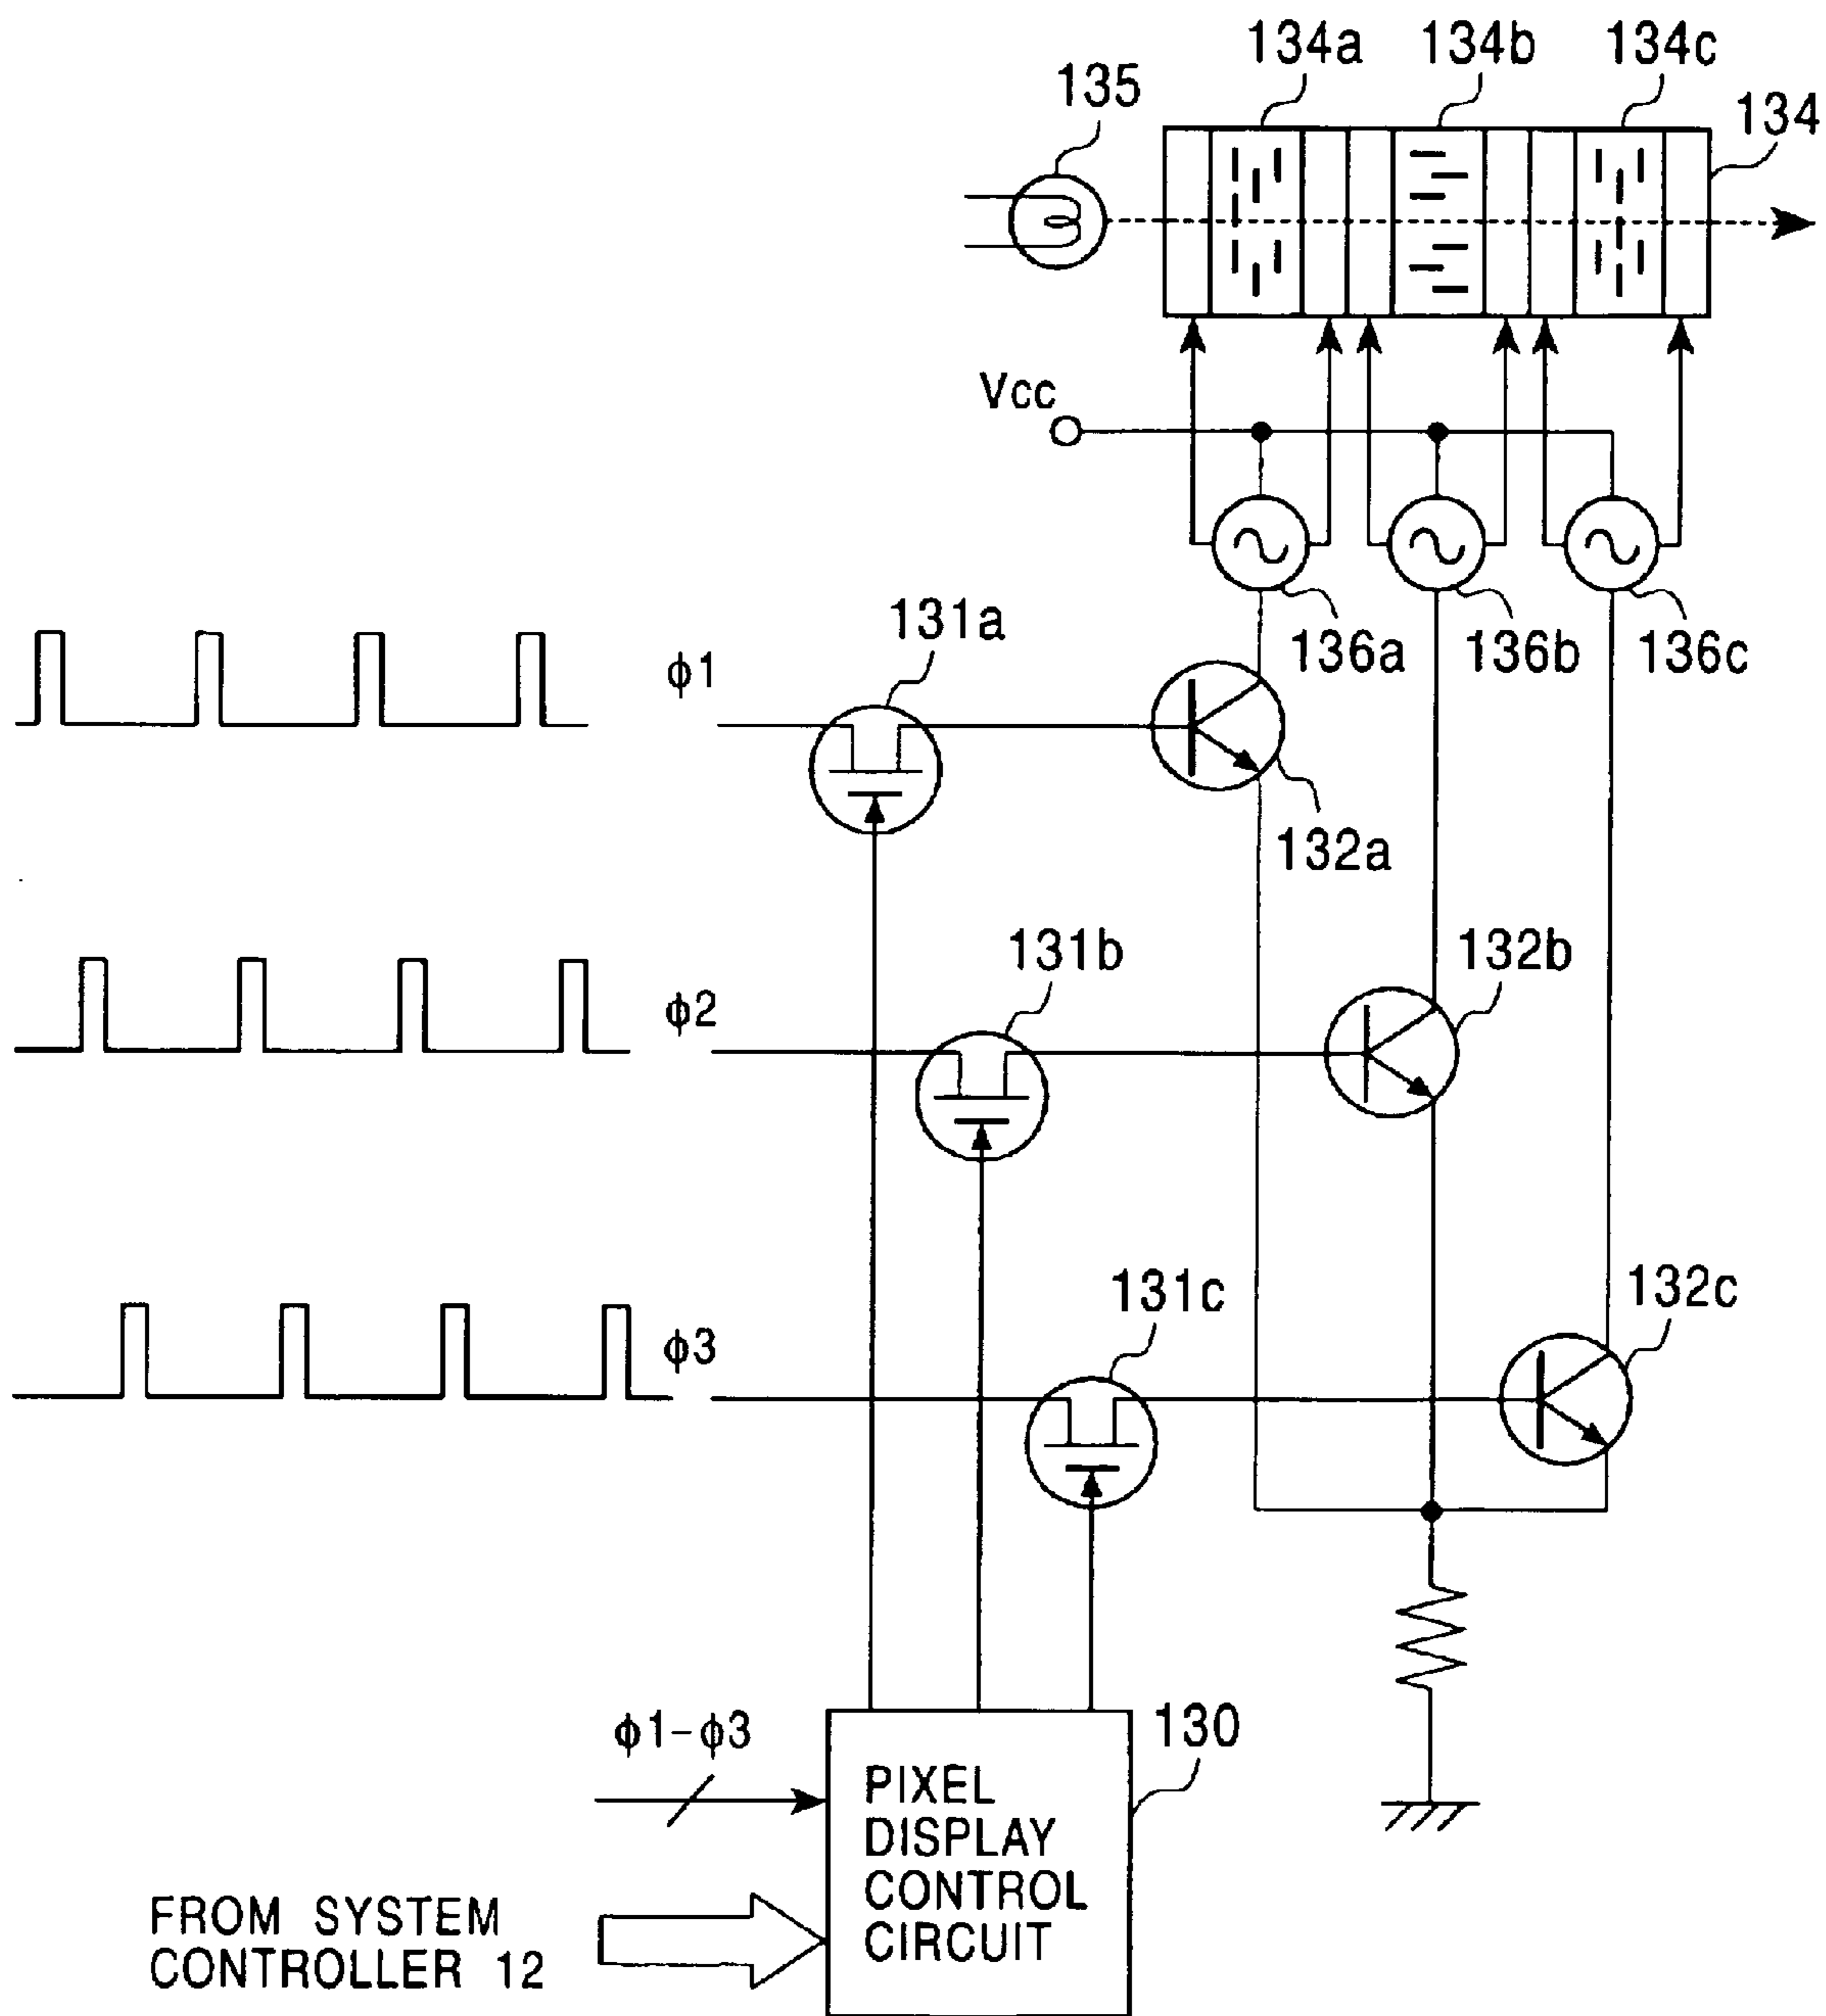 134a 134b 134c
135
134
Vcc
136a 136b 136c
131a
φ1
132a
131b
132b
φ2
131c
132c
φ3
φ1-φ3
130
PIXEL
DISPLAY
CONTROL
CIRCUIT
FROM SYSTEM
CONTROLLER 12